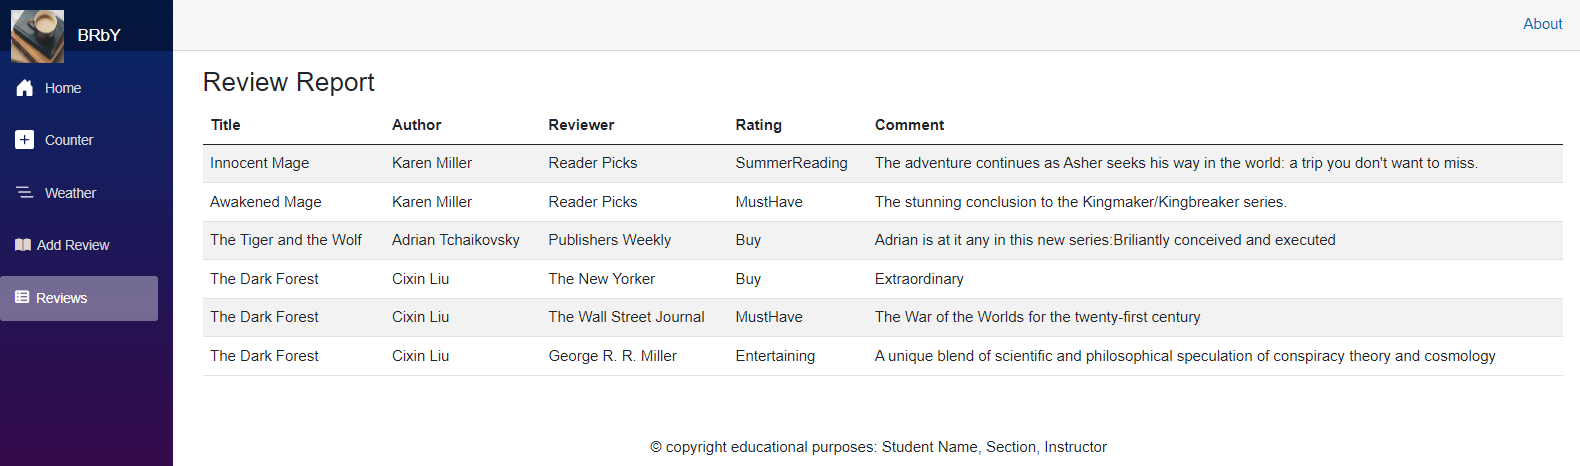 BRbY
About
Home
Counter
Weather
Add Review
Reviews
Review Report
Title Author Reviewer Rating Comment
Innocent Mage Karen Miller Reader Picks SummerReading The adventure continues as Asher seeks his way in the world: a trip you don't want to miss.
Awakened Mage Karen Miller Reader Picks MustHave The stunning conclusion to the Kingmaker/Kingbreaker series.
The Tiger and the Wolf Adrian Tchaikovsky Publishers Weekly Buy Adrian is at it any in this new series:Briliantly conceived and executed
The Dark Forest Cixin Liu The New Yorker Buy Extraordinary
The Dark Forest Cixin Liu The Wall Street Journal MustHave The War of the Worlds for the twenty-first century
The Dark Forest Cixin Liu George R. R. Miller Entertaining A unique blend of scientific and philosophical speculation of conspiracy theory and cosmology
© copyright educational purposes: Student Name, Section, Instructor